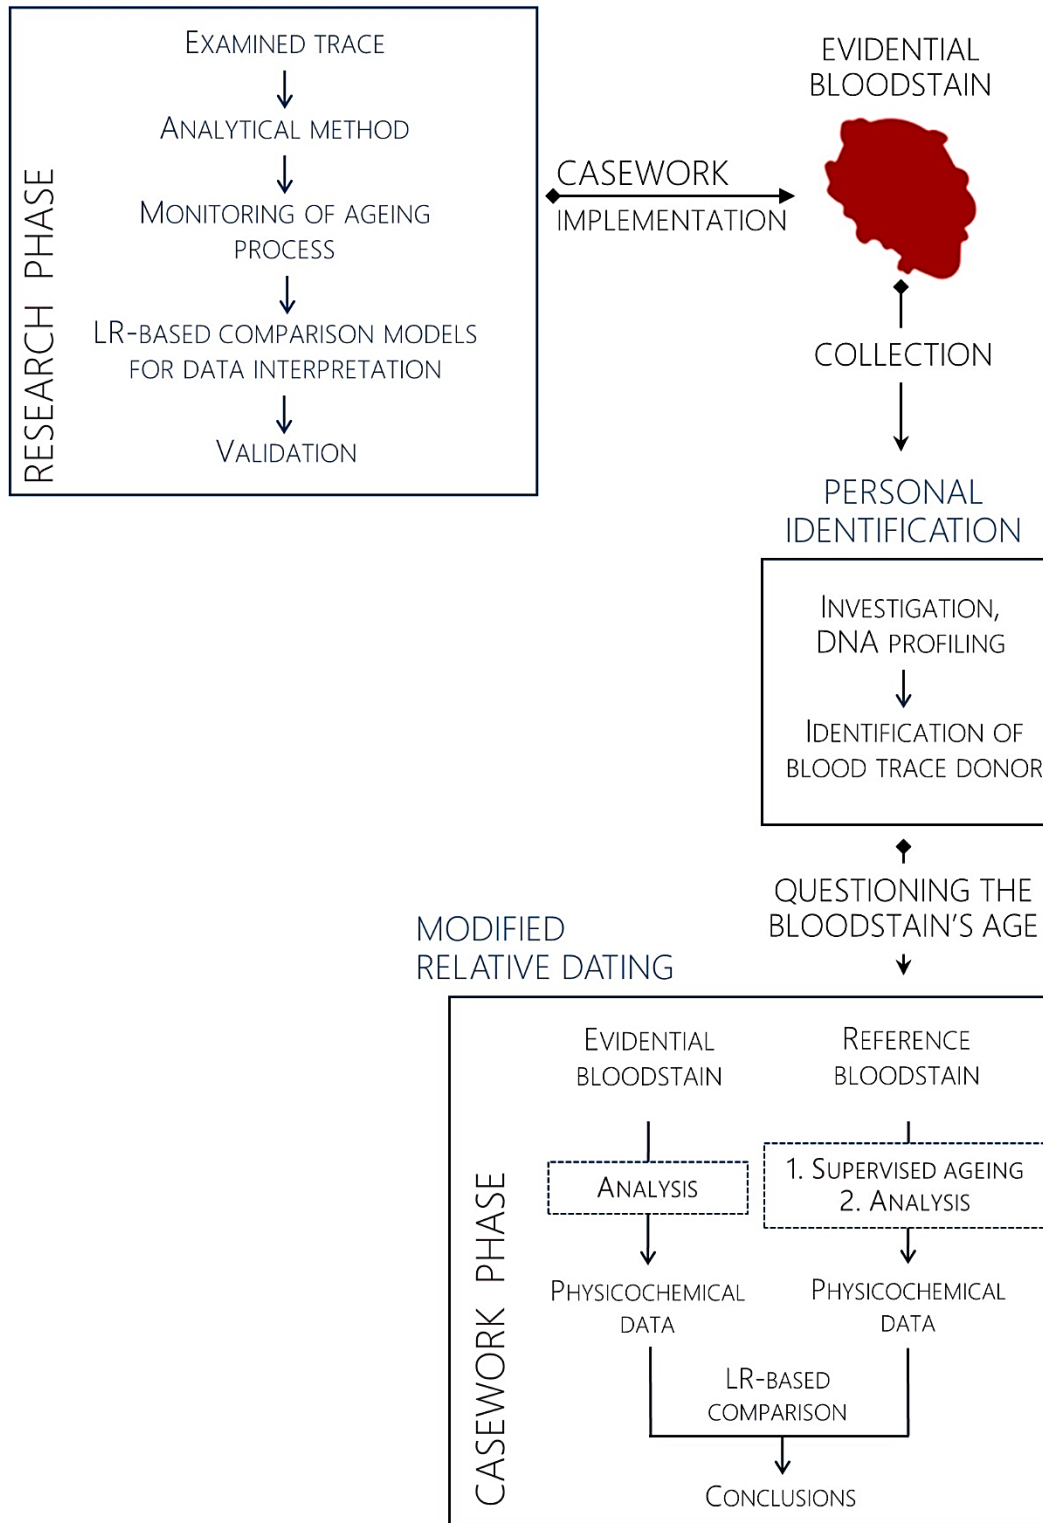 EXAMINED TRACE
ANALYTICAL METHOD
MONITORING OF AGEING
PROCESS
LR-BASED COMPARISON MODELS
FOR DATA INTERPRETATION
VALIDATION
RESEARCH PHASE
CASEWORK
IMPLEMENTATION
EVIDENTIAL
BLOODSTAIN
COLLECTION
PERSONAL
IDENTIFICATION
INVESTIGATION,
DNA PROFILING
IDENTIFICATION OF
BLOOD TRACE DONOR
QUESTIONING THE
BLOODSTAIN'S AGE
MODIFIED
RELATIVE DATING
CASEWORK PHASE
EVIDENTIAL
BLOODSTAIN
ANALYSIS
PHYSICOCHEMICAL
DATA
REFERENCE
BLOODSTAIN
1. SUPERVISED AGEING
2. ANALYSIS
PHYSICOCHEMICAL
DATA
LR-BASED
COMPARISON
CONCLUSIONS